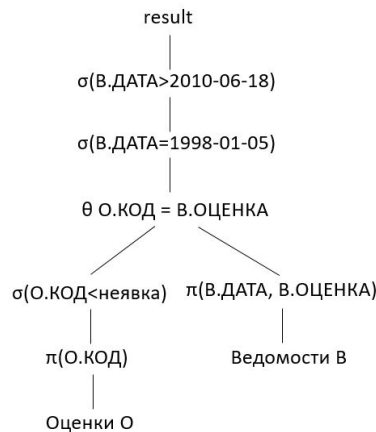 result
σ(В.ДАТА>2010-06-18)
σ(В.ДАТА=1998-01-05)
θ О.КОД = В.ОЦЕНКА
σ(О.КОД<неявка)
π(В.ДАТА, В.ОЦЕНКА)
π(О.КОД)
Ведомости В
Оценки О